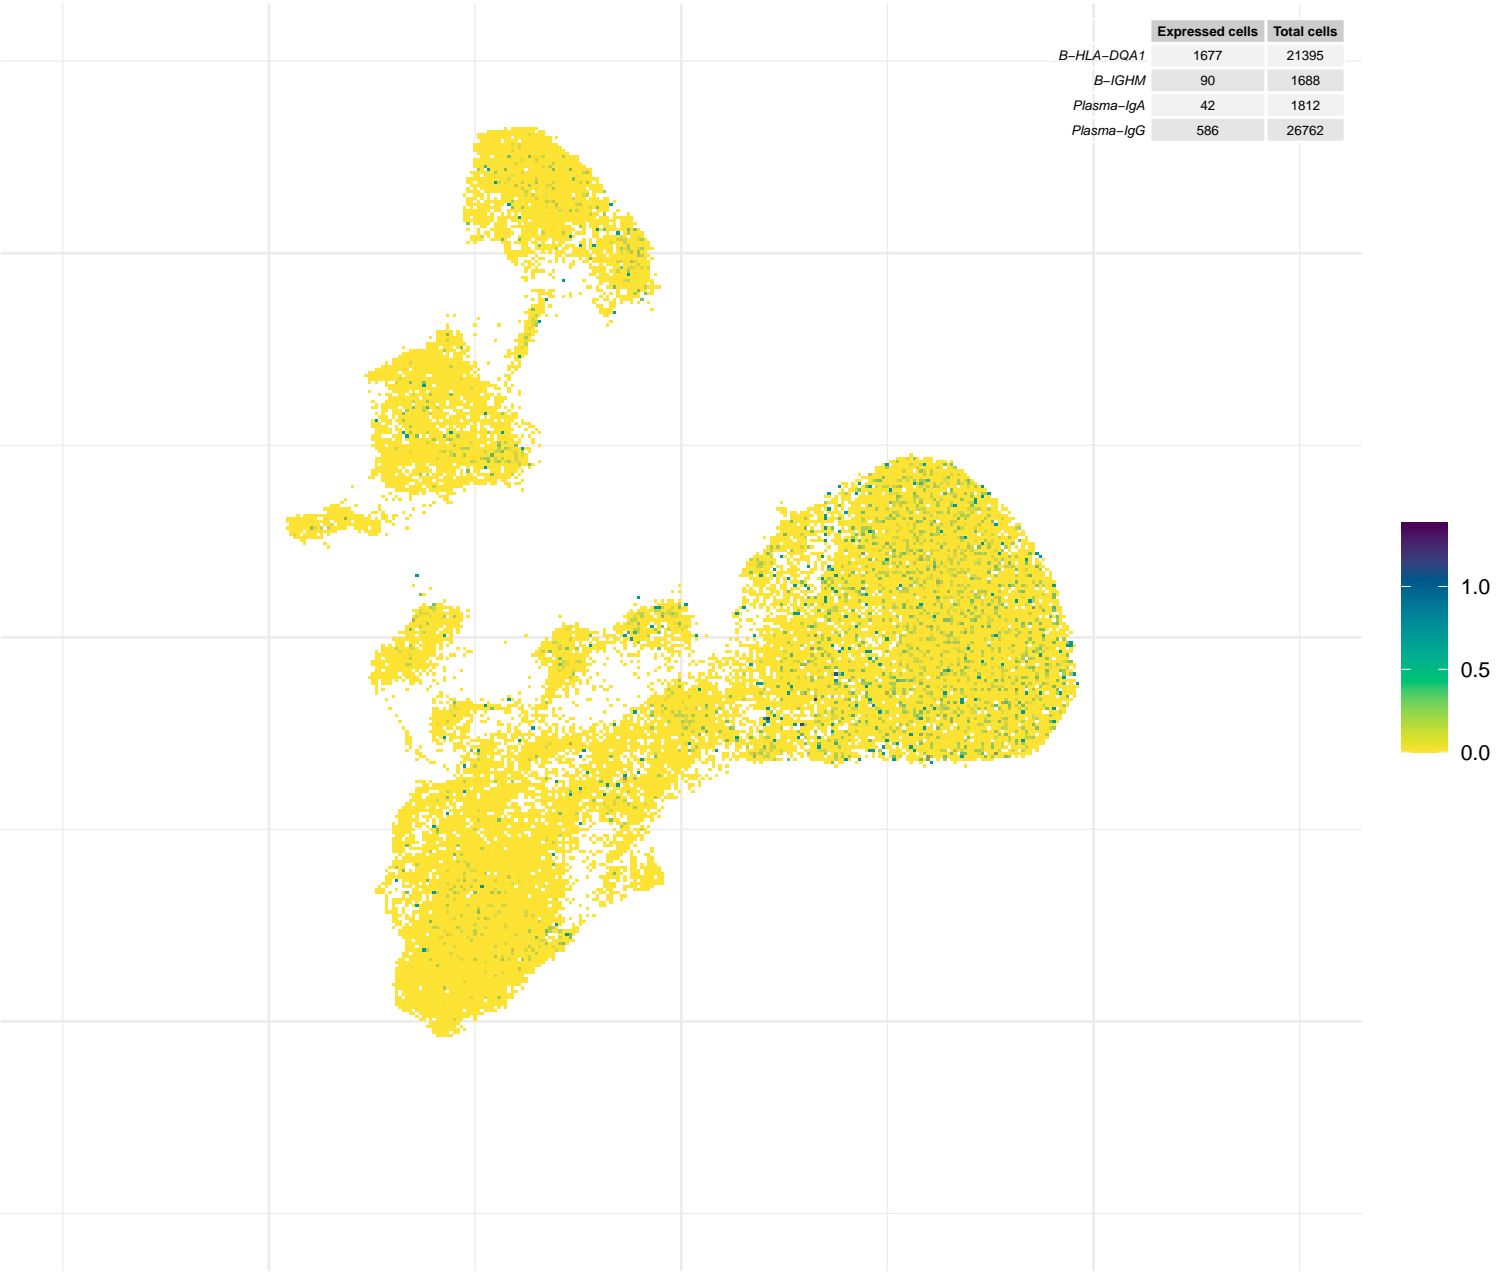 Expressed cells Total cells
B−HLA−DQA1 1677 21395
B−IGHM 90 1688
Plasma−IgA 42 1812
Plasma−IgG 586 26762
1.0
0.5
0.0